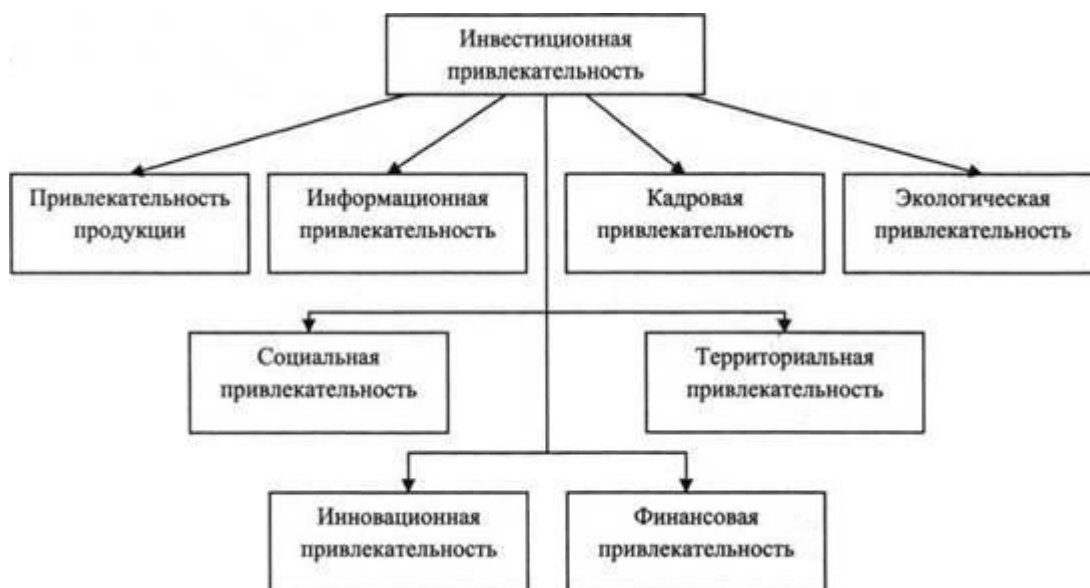 Инвестиционная
привлекательность
Привлекательность
продукции
Информационная
привлекательность
Кадровая
привлекательность
Экологическая
привлекательность
Социальная
привлекательность
Территориальная
привлекательность
Инновационная
привлекательность
Финансовая
привлекательность